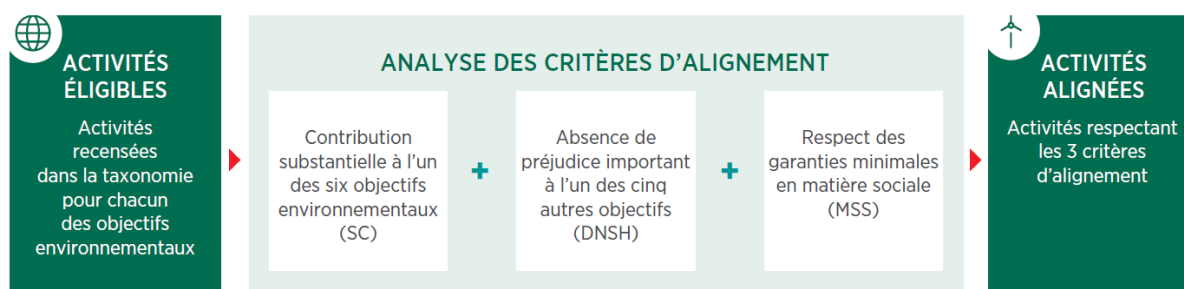 ACTIVITÉS
ÉLIGIBLES
Activités
recensées
dans la taxonomie
pour chacun
des objectifs
environnementaux
ANALYSE DES CRITÈRES D’ALIGNEMENT
Contribution
substantielle à l’un
des six objectifs
environnementaux
(SC)
+
Absence de
préjudice important
à l’un des cinq
autres objectifs
(DNSH)
+
Respect des
garanties minimales
en matière sociale
(MSS)
ACTIVITÉS
ALIGNÉES
Activités respectant
les 3 critères
d’alignement